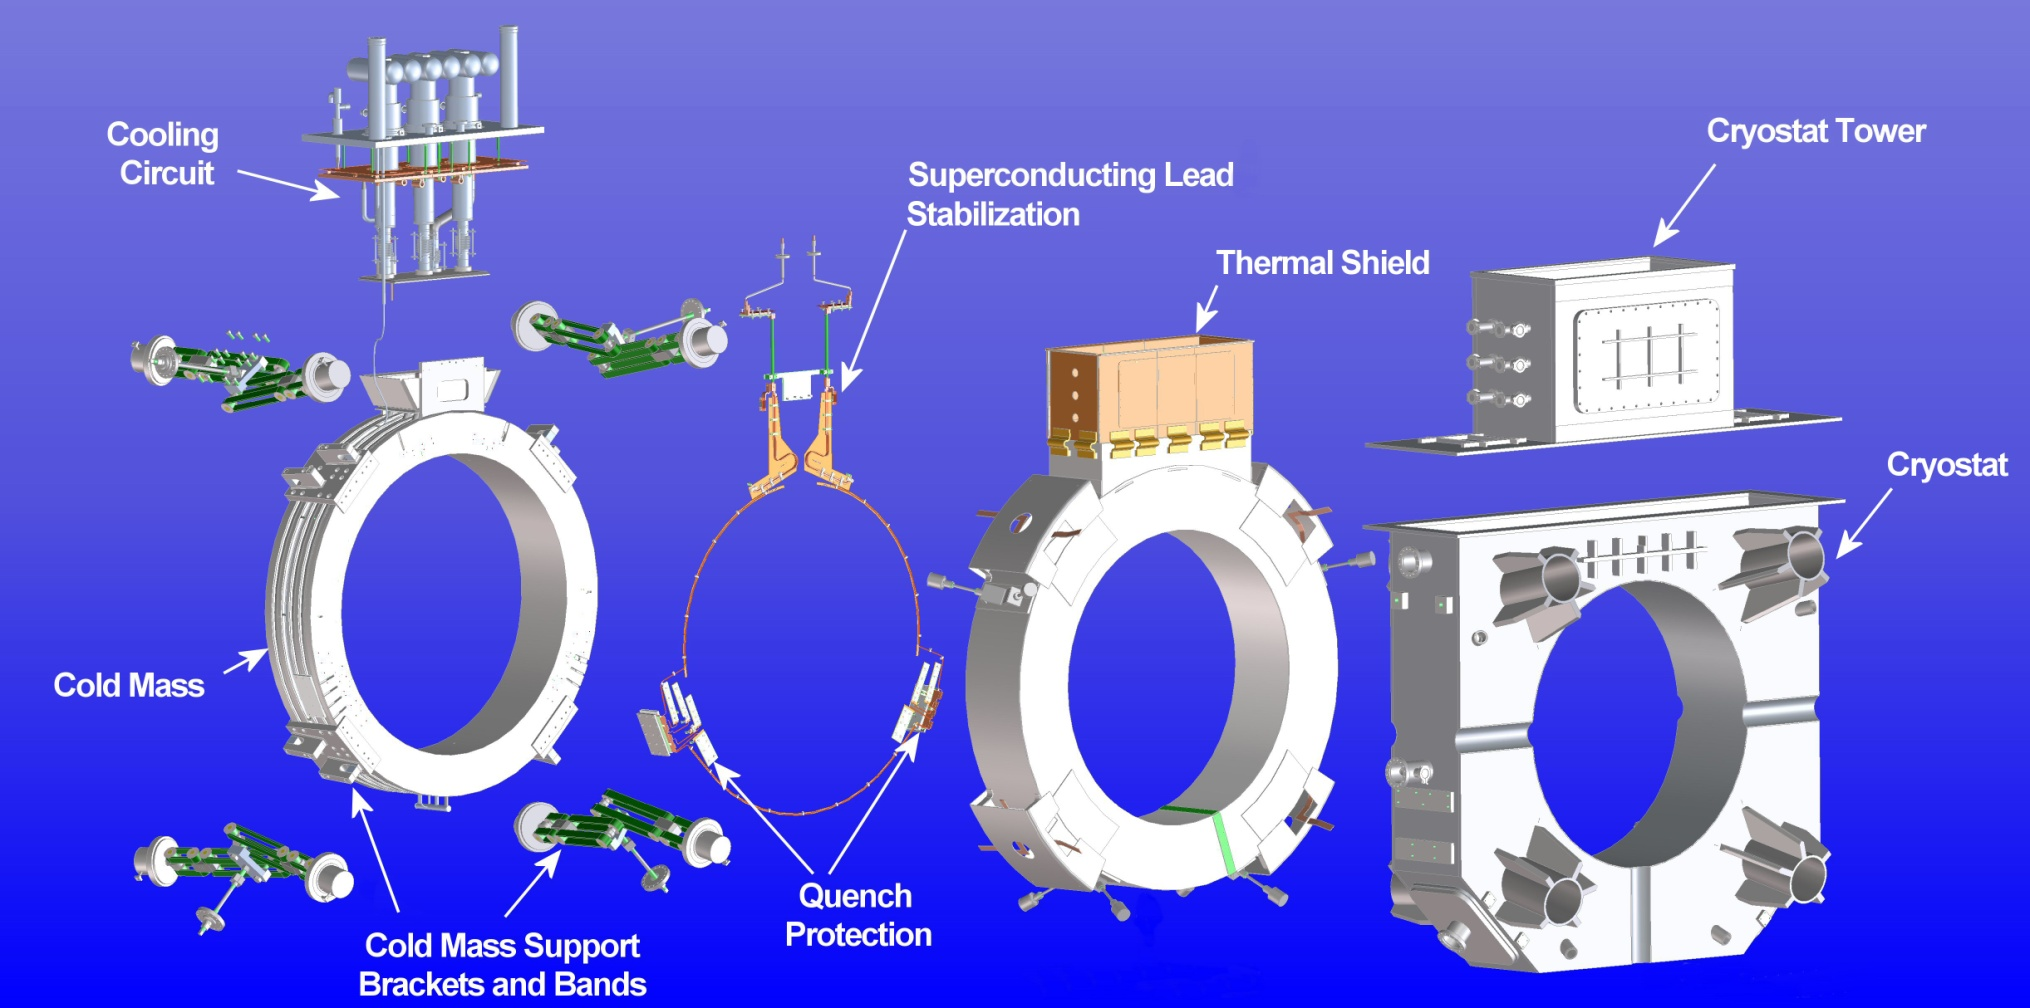 Cooling
Circuit
Cryostat Tower
Superconducting Lead
Stabilization
Thermal Shield
Cryostat
Cold Mass
Quench
Protection
Cold Mass Support
Brackets and Bands